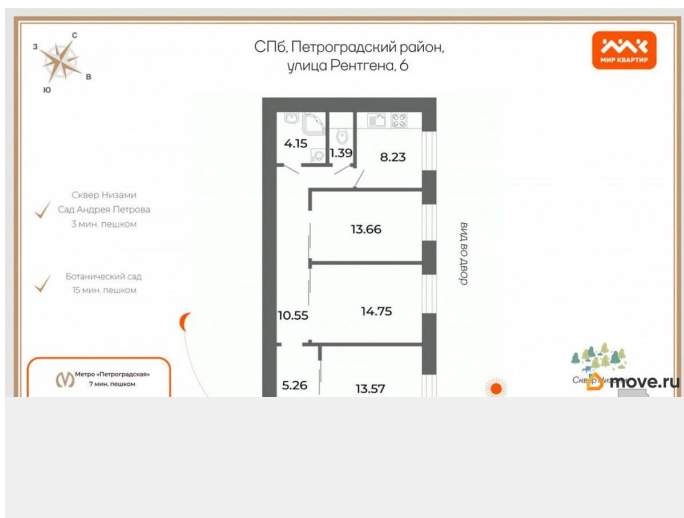 С
З
В
Ю
СПб, Петроградский район,
улица Рентгена, 6
МИР КВАРТИР
4.15
1.39
8.23
Сквер Низами
Сад Андрея Петрова
3 мин. пешком
13.66
вид во двор
Ботанический сад
15 мин. пешком
10.55
14.75
Метро «Петроградская»
7 мин. пешком
5.26
13.57
Сквер Низами
move.ru